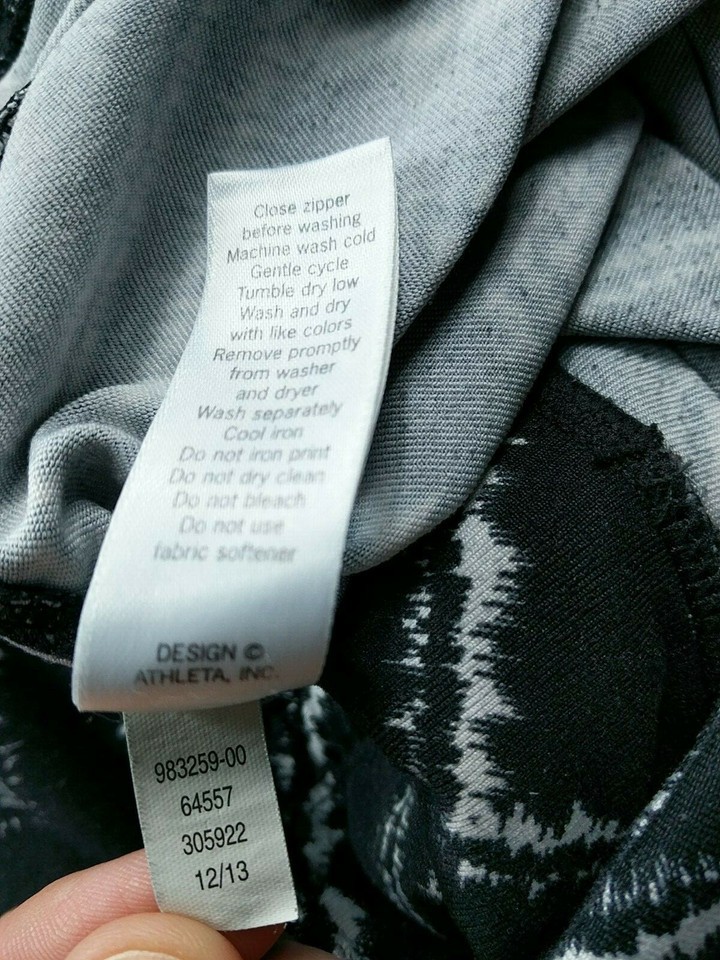 Close zipper
before washing
Machine wash cold
Gentle cycle
Tumble dry low
Wash and dry
with like colors
Remove promptly
from washer
and dryer
Wash separately
Cool iron
Do not iron print
Do not dry clean
Do not bleach
Do not use
fabric softener
DESIGN ©
ATHLETA, INC.
983259-00
64557
305922
12/13